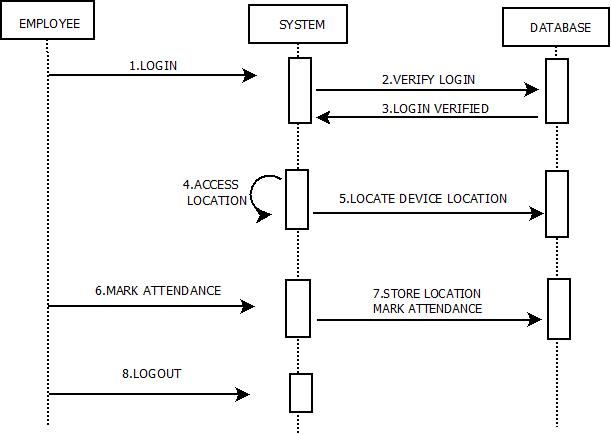 EMPLOYEE
SYSTEM
DATABASE
1.LOGIN
2.VERIFY LOGIN
3.LOGIN VERIFIED
4.ACCESS
LOCATION
5.LOCATE DEVICE LOCATION
6.MARK ATTENDANCE
7.STORE LOCATION
MARK ATTENDANCE
8.LOGOUT